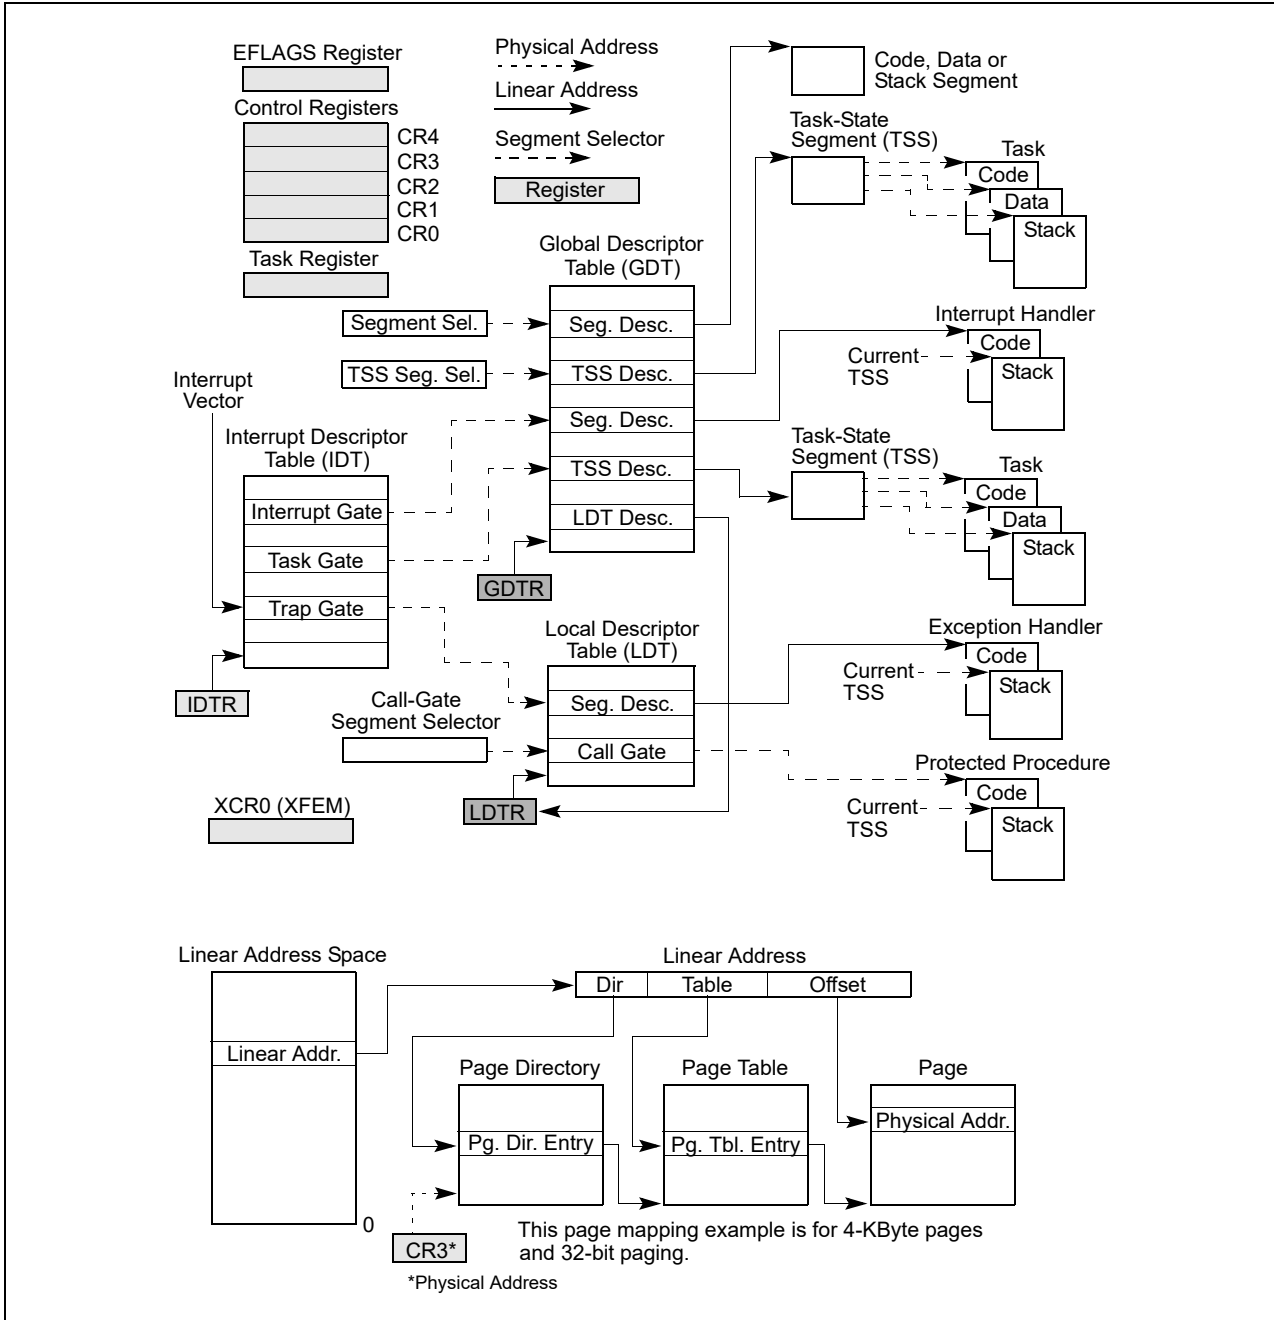 EFLAGS Register
Control Registers
CR4
CR3
CR2
CR1
CR0
Task Register
Physical Address
Linear Address
Segment Selector
Register
Code, Data or
Stack Segment
Task-State
Segment (TSS)
Task
Code
Data
Stack
Global Descriptor
Table (GDT)
Segment Sel.
Seg. Desc.
TSS Seg. Sel.
TSS Desc.
Seg. Desc.
TSS Desc.
LDT Desc.
GDTR
Interrupt Handler
Code
Stack
Current
TSS
Interrupt
Vector
Interrupt Descriptor
Table (IDT)
Interrupt Gate
Task Gate
Trap Gate
IDTR
Task-State
Segment (TSS)
Task
Code
Data
Stack
Local Descriptor
Table (LDT)
Seg. Desc.
Call Gate
Call-Gate
Segment Selector
LDTR
Exception Handler
Code
Stack
Current
TSS
Protected Procedure
Code
Stack
Current
TSS
XCR0 (XFEM)
Linear Address Space
Linear Addr.
0
Linear Address
Dir
Table
Offset
Page Directory
Pg. Dir. Entry
Page Table
Pg. Tbl. Entry
Page
Physical Addr.
CR3*
*Physical Address
This page mapping example is for 4-KByte pages
and 32-bit paging.